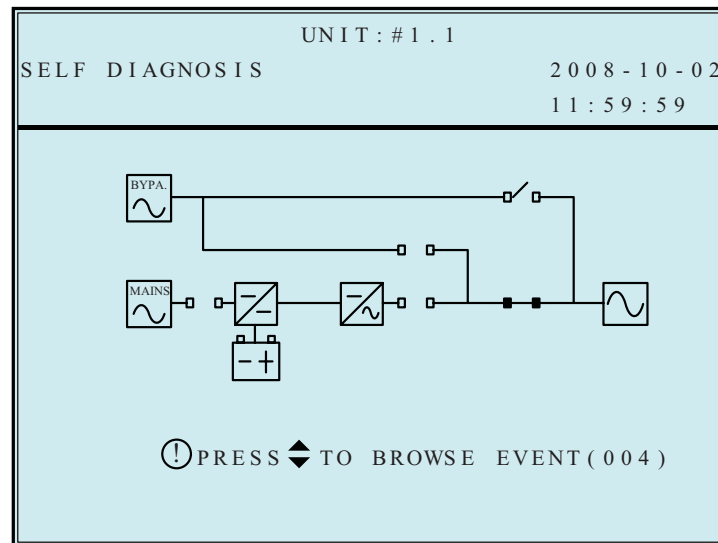 UNIT:#1.1
SELF DIAGNOSIS 2008-10-02
11:59:59
BYPA.
MAINS
! PRESS TO BROWSE EVENT(004)